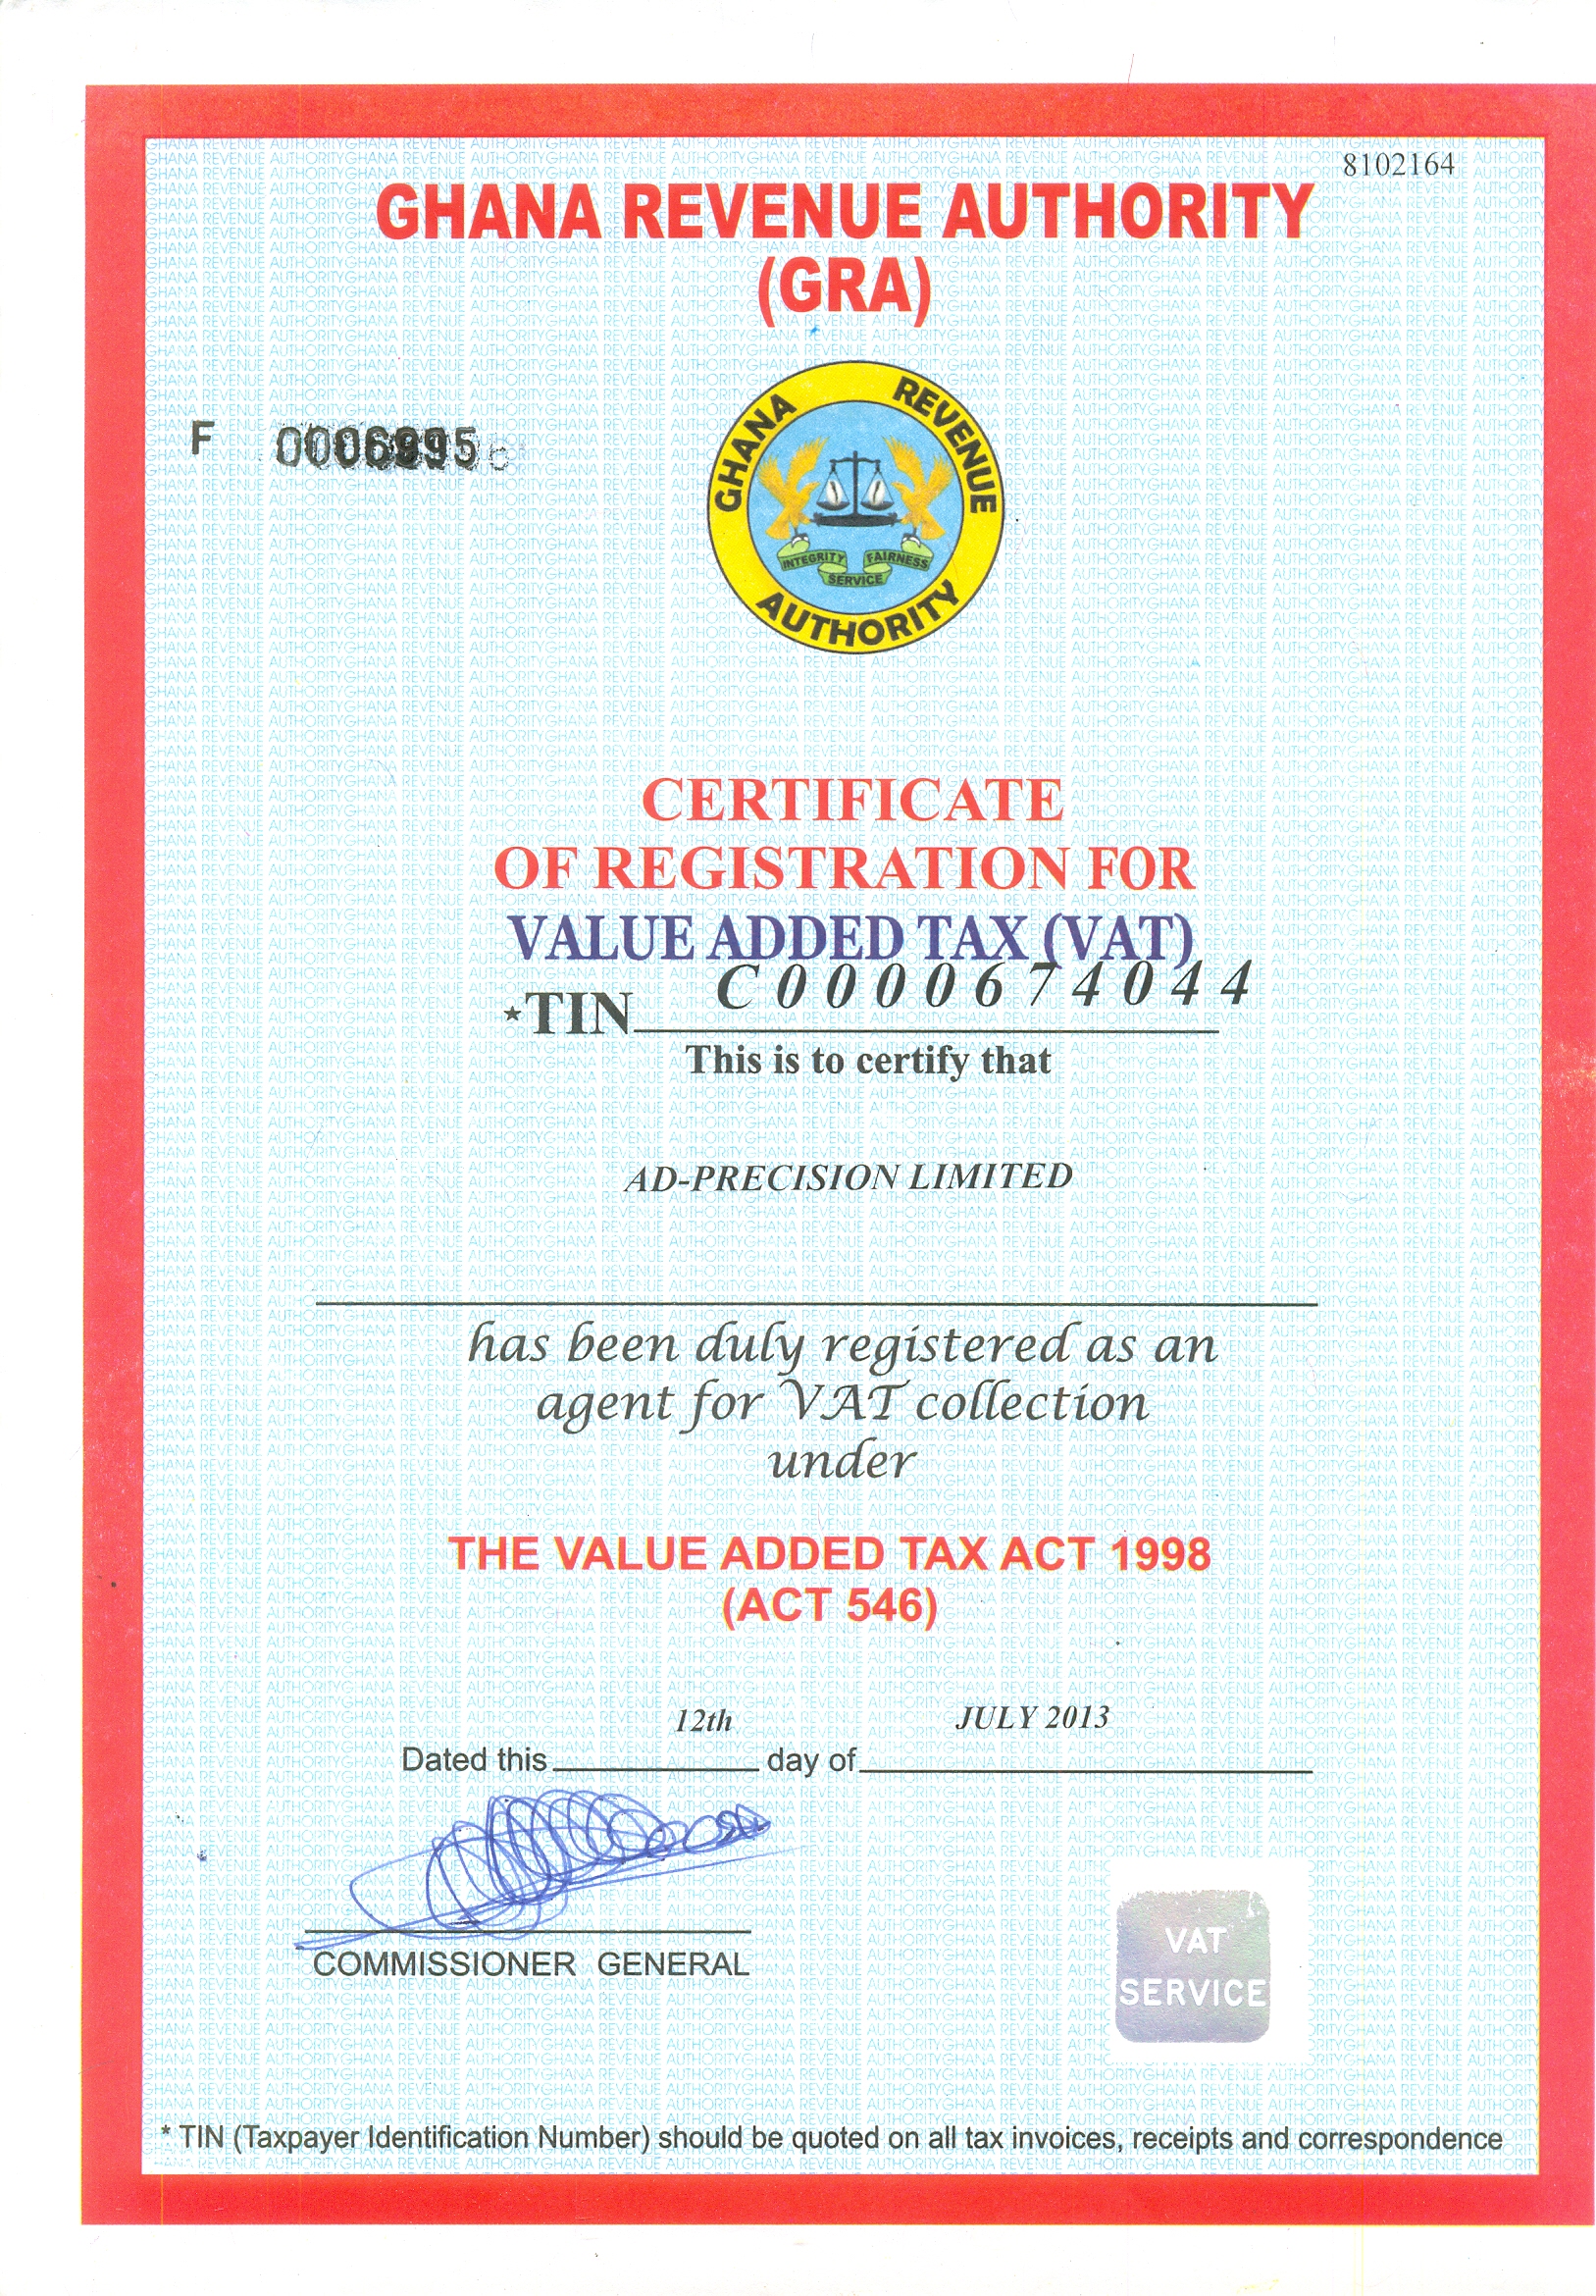 8102164
GHANA REVENUE AUTHORITY
(GRA)
F
GHANA REVENUE AUTHORITY
INTEGRITY FAIRNESS
SERVICE
CERTIFICATE
OF REGISTRATION FOR
VALUE ADDED TAX (VAT)
*TIN C0000674044
This is to certify that
AD-PRECISION LIMITED
has been duly registered as an
agent for VAT collection
under
THE VALUE ADDED TAX ACT 1998
(ACT 546)
Dated this 12th day of JULY 2013
COMMISSIONER GENERAL
VAT
SERVICE
* TIN (Taxpayer Identification Number) should be quoted on all tax invoices, receipts and correspondence